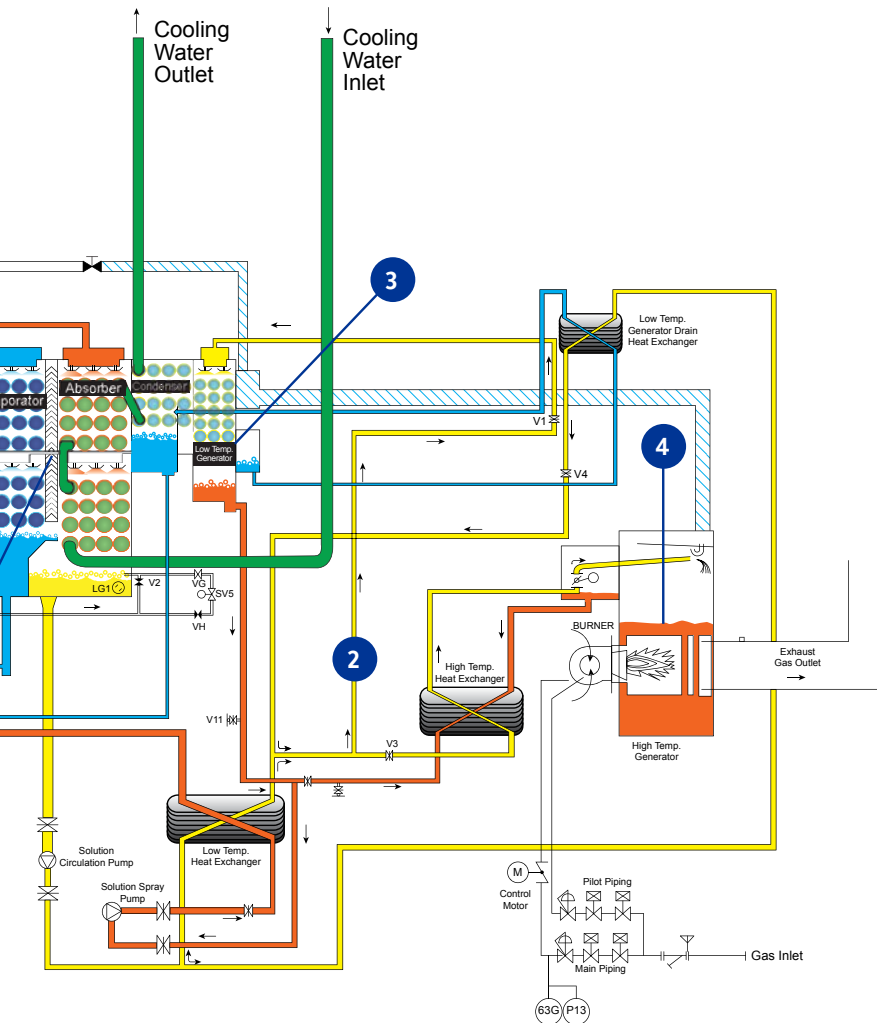 Cooling
Water
Outlet
Cooling
Water
Inlet
3
Low Temp.
Generator Drain
Heat Exchanger
Absorber
Condenser
porator
V1
4
Low Temp.
Generator
V4
LG1
V2
VG
SV5
VH
BURNER
2
Exhaust
Gas Outlet
High Temp.
Heat Exchanger
V11
V3
High Temp.
Generator
Low Temp.
Heat Exchanger
Solution
Circulation Pump
Solution Spray
Pump
M
Control
Motor
Pilot Piping
Main Piping
Gas Inlet
63G
P13